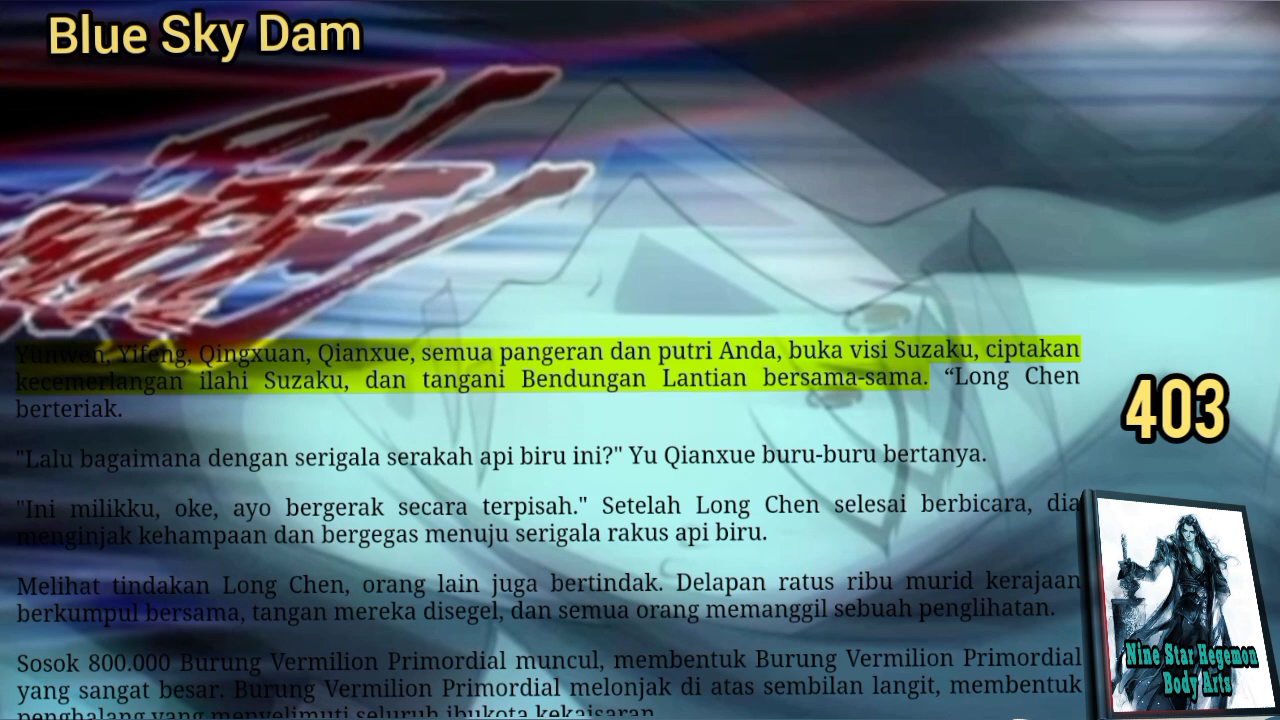 Blue Sky Dam
Yunwen, Yifeng, Qingxuan, Qianxue, semua pangeran dan putri Anda, buka visi Suzaku, ciptakan
kecemerlangan ilahi Suzaku, dan tangani Bendungan Lantian bersama-sama. “Long Chen
berteriak.
"Lalu bagaimana dengan serigala serakah api biru ini?" Yu Qianxue buru-buru bertanya.
"Ini milikku, oke, ayo bergerak secara terpisah." Setelah Long Chen selesai berbicara, dia
menginjak kehampaan dan bergegas menuju serigala rakus api biru.
Melihat tindakan Long Chen, orang lain juga bertindak. Delapan ratus ribu murid kerajaan
berkumpul bersama, tangan mereka disegel, dan semua orang memanggil sebuah penglihatan.
Sosok 800.000 Burung Vermilion Primordial muncul, membentuk Burung Vermilion Primordial
yang sangat besar. Burung Vermilion Primordial melonjak di atas sembilan langit, membentuk
penghalang yang menyelimuti seluruh ibukota kekaisaran
403
Nine Star Hegemon
Body Arts